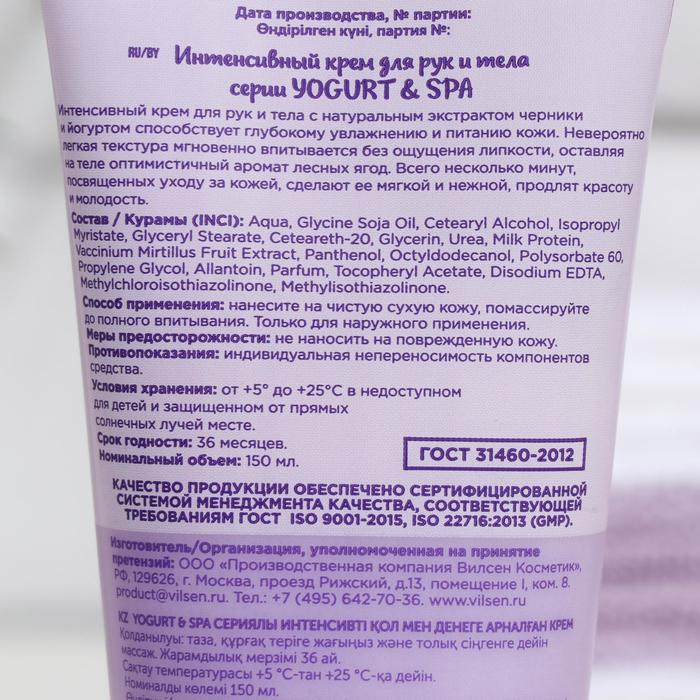 Дата производства, № партии:
Өндірілген күні, партия №:
RU/BY Интенсивный крем для рук и тела
серии YOGURT & SPA
Интенсивный крем для рук и тела с натуральным экстрактом черники
и йогуртом способствует глубокому увлажнению и питанию кожи. Невероятно
легкая текстура мгновенно впитывается без ощущения липкости, оставляя
на теле оптимистичный аромат лесных ягод. Всего несколько минут,
посвященных уходу за кожей, сделают ее мягкой и нежной, продлят красоту
и молодость.
Состав / Курамы (INCI): Aqua, Glycine Soja Oil, Cetearyl Alcohol, Isopropyl
Myristate, Glyceryl Stearate, Ceteareth-20, Glycerin, Urea, Milk Protein,
Vaccinium Mirtillus Fruit Extract, Panthenol, Octyldodecanol, Polysorbate 60,
Propylene Glycol, Allantoin, Parfum, Tocopheryl Acetate, Disodium EDTA,
Methylchloroisothiazolinone, Methylisothiazolinone.
Способ применения: нанесите на чистую сухую кожу, помассируйте
до полного впитывания. Только для наружного применения.
Меры предосторожности: не наносить на поврежденную кожу.
Противопоказания: индивидуальная непереносимость компонентов
средства.
Условия хранения: от +5° до +25°C в недоступном
для детей и защищенном от прямых
солнечных лучей месте.
Срок годности: 36 месяцев.
Номинальный объем: 150 мл.
ГОСТ 31460-2012
КАЧЕСТВО ПРОДУКЦИИ ОБЕСПЕЧЕНО СЕРТИФИЦИРОВАННОЙ
СИСТЕМОЙ МЕНЕДЖМЕНТА КАЧЕСТВА, СООТВЕТСТВУЮЩЕЙ
ТРЕБОВАНИЯМ ГОСТ ISO 9001-2015, ISO 22716:2013 (GMP).
Изготовитель/Организация, уполномоченная на принятие
претензий: ООО «Производственная компания Вилсен Косметик»,
РФ, 129626, г. Москва, проезд Рижский, д.13, помещение I, ком. 8.
product@vilsen.ru. Тел.: +7 (495) 642-70-36. www.vilsen.ru
KZ YOGURT & SPA СЕРИЯЛЫ ИНТЕНСИВТІ ҚОЛ МЕН ДЕНЕГЕ АРНАЛҒАН КРЕМ
Қолданылуы: таза, құрғақ теріге жағыңыз және толық сіңгенге дейін
массаж. Жарамдылық мерзімі 36 ай.
Сақтау температурасы +5 °C-тан +25 °C-қа дейін.
Номиналды көлемі 150 мл.